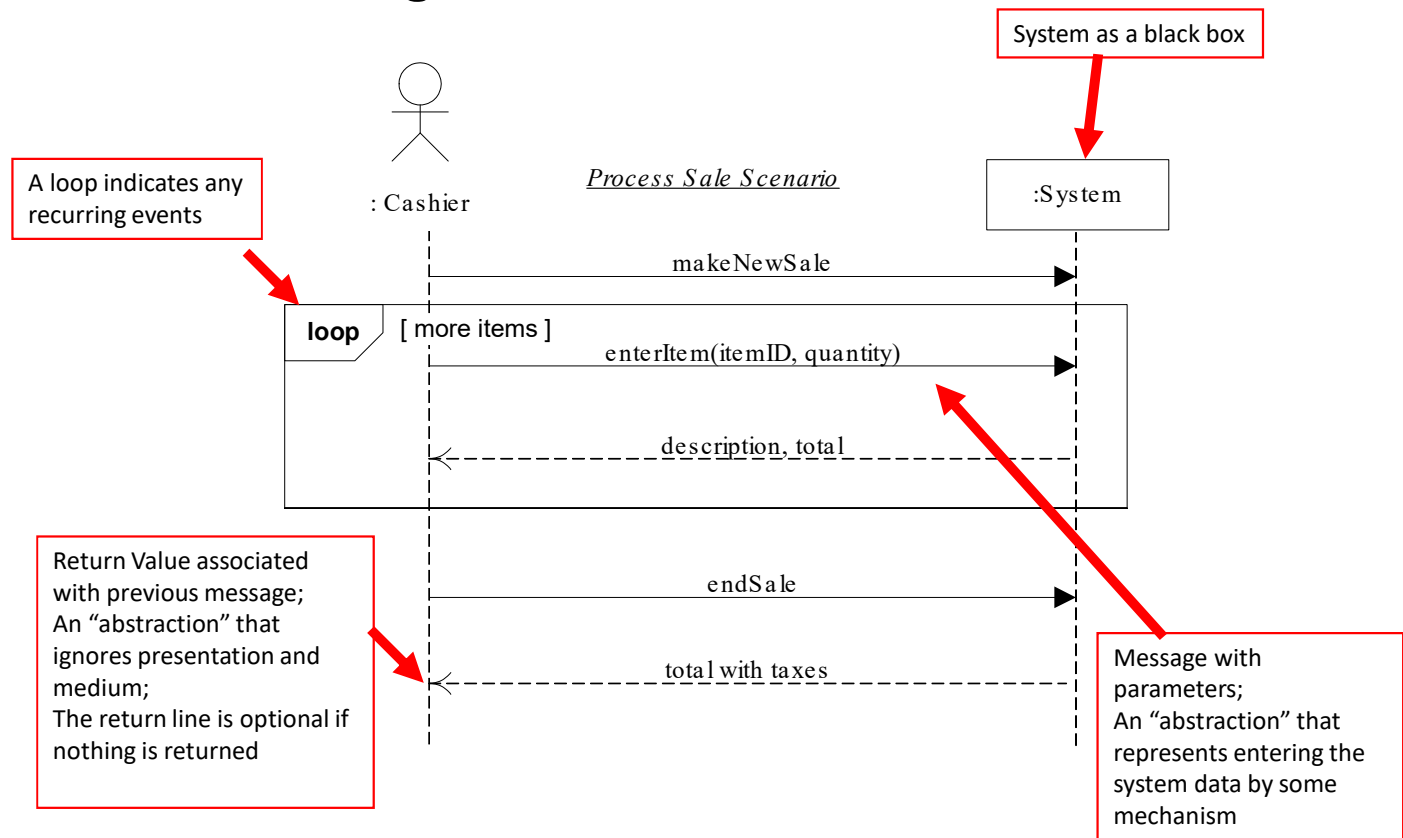 System as a black box
A loop indicates any
recurring events
Process Sale Scenario
: Cashier
:System
makeNewSale
loop
[ more items ]
enterItem(itemID, quantity)
description, total
Return Value associated
with previous message;
An “abstraction” that
ignores presentation and
medium;
The return line is optional if
nothing is returned
endSale
total with taxes
Message with
parameters;
An “abstraction” that
represents entering the
system data by some
mechanism